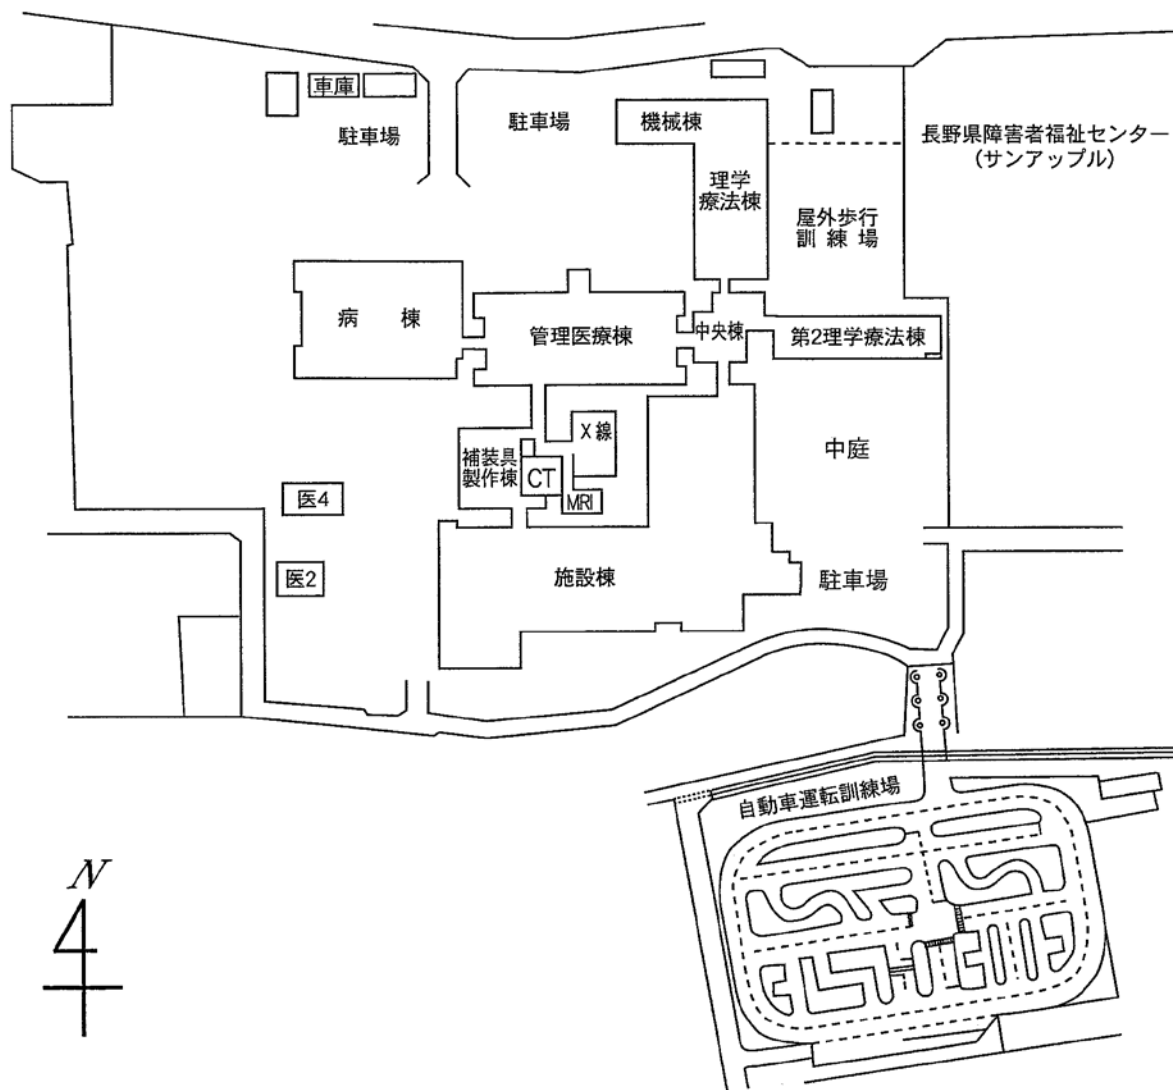 車庫
駐車場
駐車場
機械棟
長野県障害者福祉センター
(サンアップル)
理学
療法棟
屋外歩行
訓練場
病棟
管理医療棟
中央棟
第2理学療法棟
X線
補装具
製作棟
CT
MRI
中庭
医4
医2
施設棟
駐車場
自動車運転訓練場
N